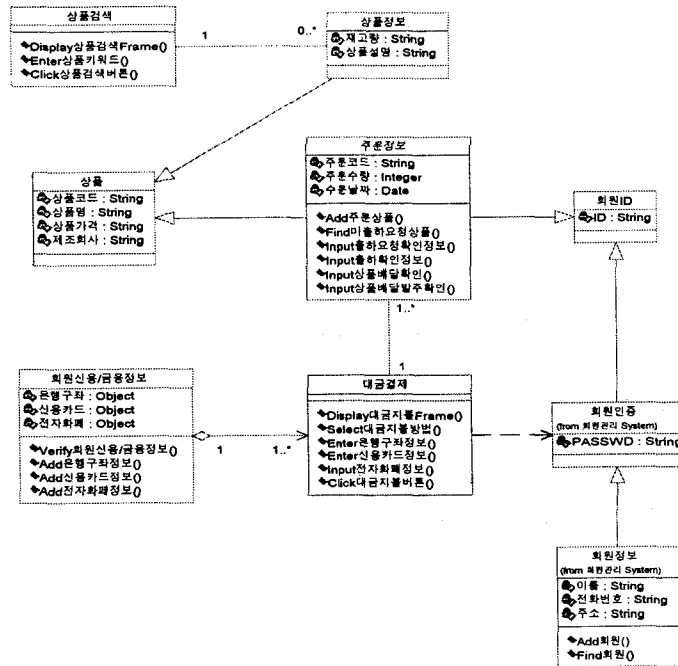 상품검색
Display상품검색Frame()
Enter상품키워드()
Click상품검색버튼()
1
0..*
상품정보
재고량 : String
상품설명 : String
상품
상품코드 : String
상품명 : String
상품가격 : String
제조회사 : String
주문정보
주문코드 : String
주문수량 : Integer
주문날짜 : Date
Add주문상품()
Find미출하요청상품()
Input출하요청확인정보()
Input출하확인정보()
Input상품배달확인()
Input상품배달발주확인()
회원ID
ID : String
1..*
1
회원신용/금융정보
은행구좌 : Object
신용카드 : Object
전자화폐 : Object
Verify회원신용/금융정보()
Add은행구좌정보()
Add신용카드정보()
Add전자화폐정보()
1
1..*
대금결제
Display대금지불Frame()
Select대금지불방법()
Enter은행구좌정보()
Enter신용카드정보()
Input전자화폐정보()
Click대금지불버튼()
회원인증
(from 회원관리 System)
PASSWD : String
회원정보
(from 회원관리 System)
이름 : String
전화번호 : String
주소 : String
Add회원()
Find회원()